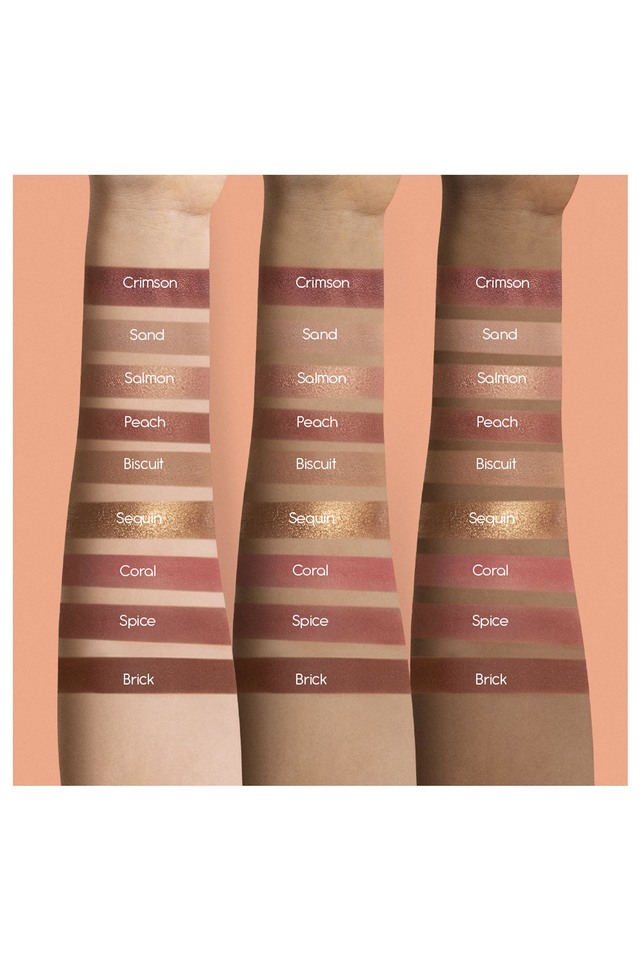 Crimson Crimson Crimson
Sand Sand Sand
Salmon Salmon Salmon
Peach Peach Peach
Biscuit Biscuit Biscuit
Sequin Sequin Sequin
Coral Coral Coral
Spice Spice Spice
Brick Brick Brick